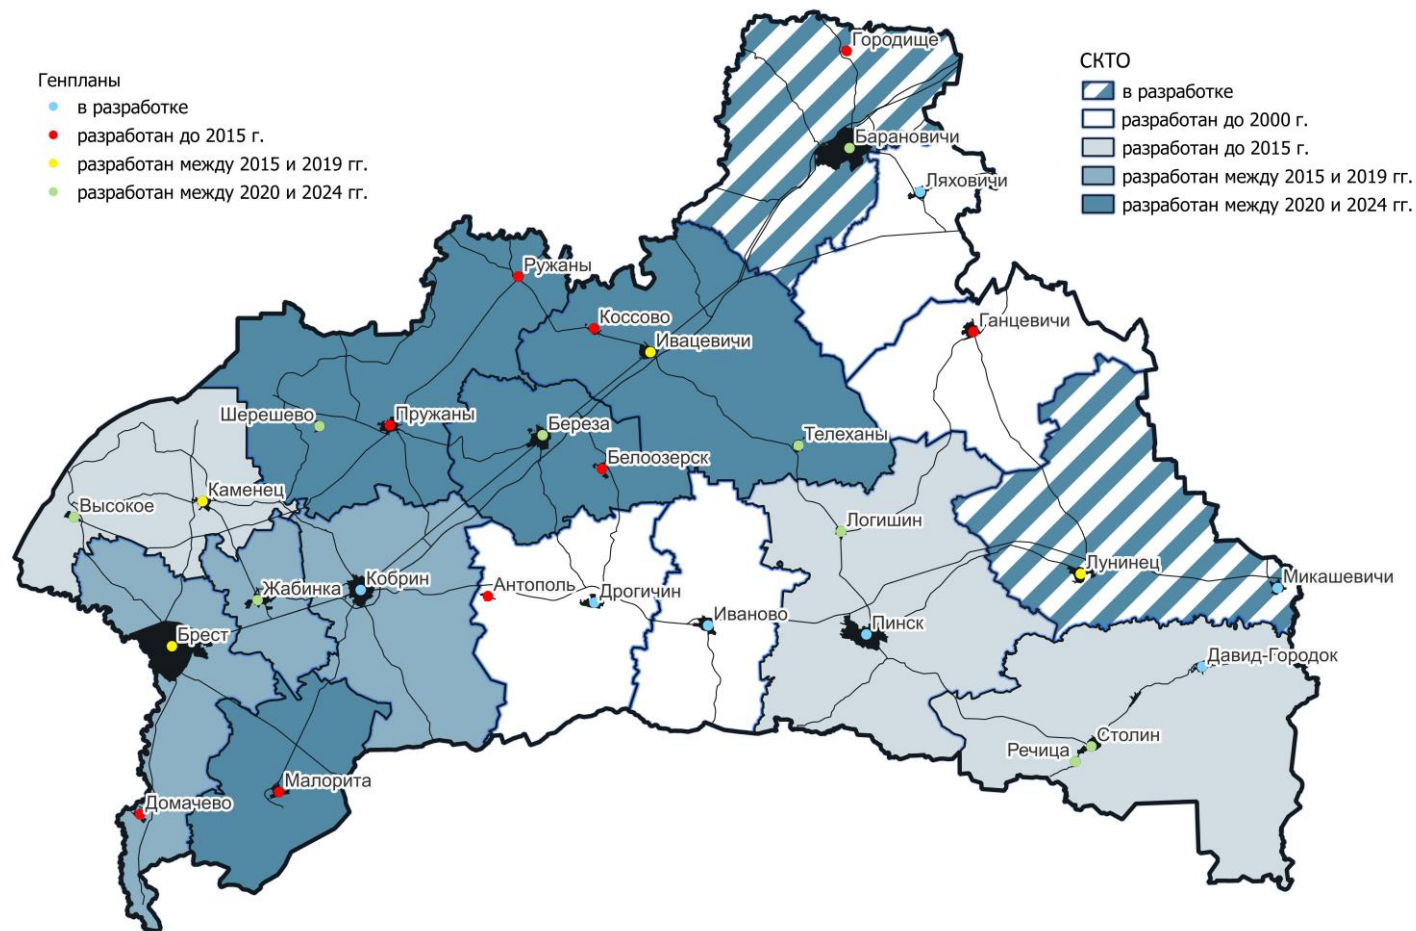 Генпланы
в разработке
разработан до 2015 г.
разработан между 2015 и 2019 гг.
разработан между 2020 и 2024 гг.
СКТО
в разработке
разработан до 2000 г.
разработан до 2015 г.
разработан между 2015 и 2019 гг.
разработан между 2020 и 2024 гг.
Городище
Барановичи
Ляховичи
Ружаны
Коссово
Ивацевичи
Ганцевичи
Шерешево
Пружаны
Береза
Телеханы
Белоозерск
Каменец
Высокое
Логишин
Лунинец
Микашевичи
Жабинка
Кобрин
Антополь
Дрогичин
Иваново
Пинск
Брест
Давид-Городок
Столин
Речица
Малорита
Домачево